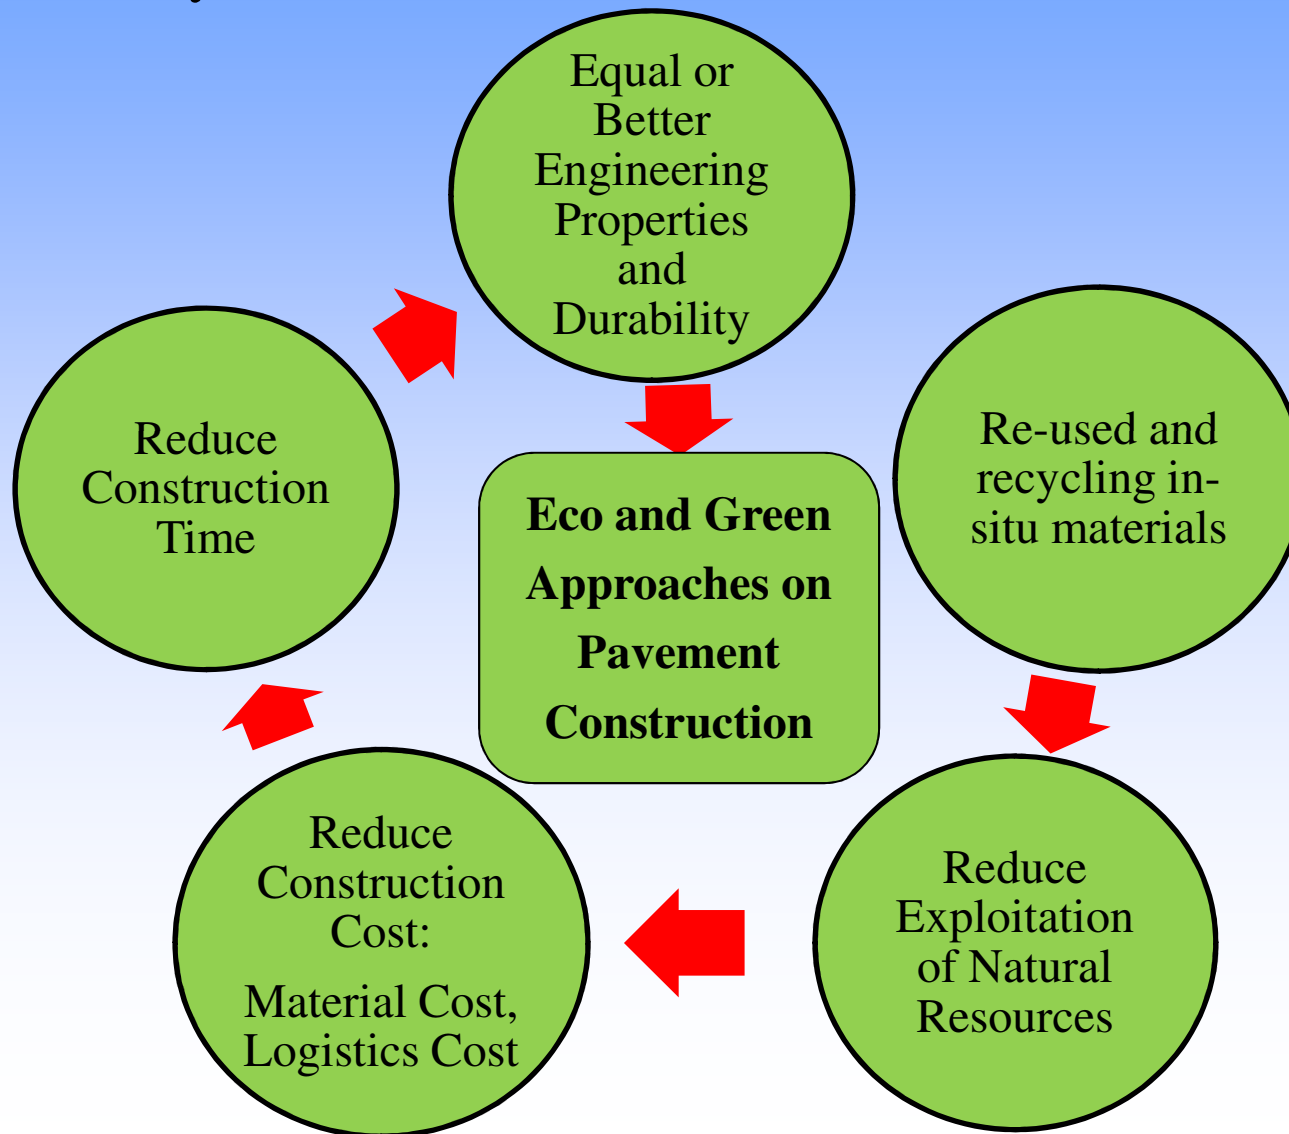 Equal or
Better
Engineering
Properties
and
Durability
Re-used and
recycling in-
situ materials
Reduce
Exploitation
of Natural
Resources
Reduce
Construction
Cost:
Material Cost,
Logistics Cost
Reduce
Construction
Time
Eco and Green
Approaches on
Pavement
Construction